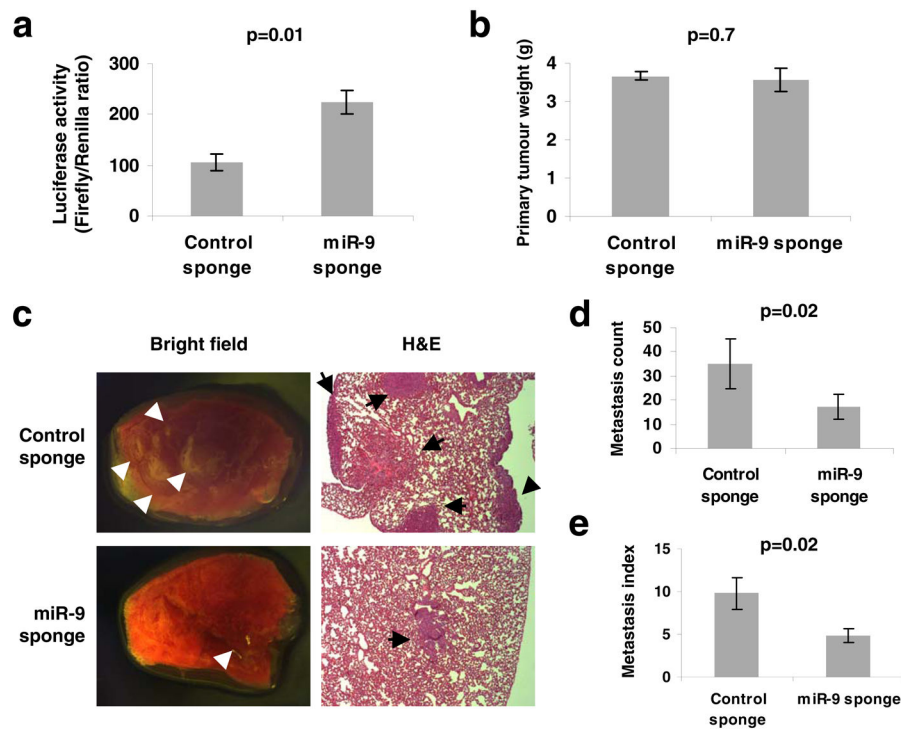 a
p=0.01
Luciferase activity
(Firefly/Renilla ratio)
300
200
100
0
Control
sponge
miR-9
sponge
b
p=0.7
Primary tumour weight (g)
4
3
2
1
0
Control
sponge
miR-9 sponge
c
Bright field
H&E
Control
sponge
miR-9
sponge
d
p=0.02
Metastasis count
50
40
30
20
10
0
Control
sponge
miR-9
sponge
e
p=0.02
Metastasis index
15
10
5
0
Control
sponge
miR-9 sponge